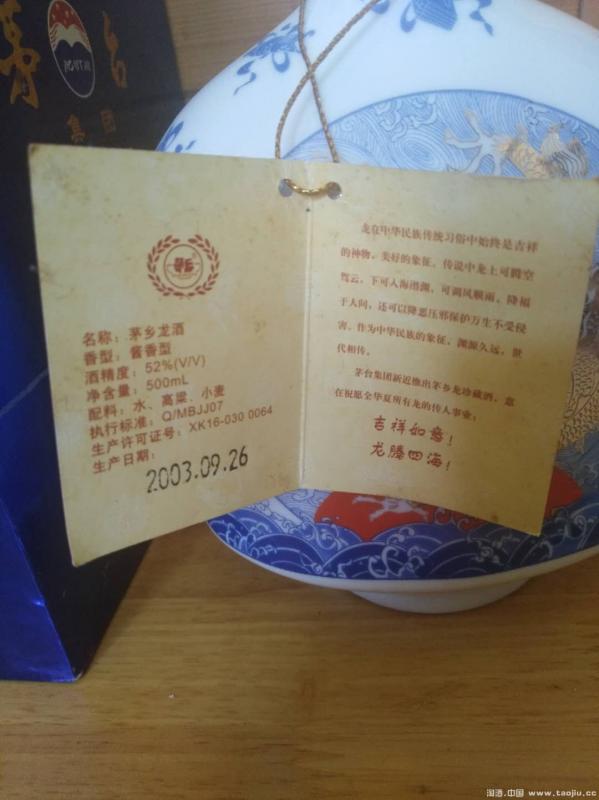 茅台
集团
名称：茅乡龙酒
香型：酱香型
酒精度：52%(V/V)
净含量：500mL
配料：水、高粱、小麦
执行标准：Q/MBJJ07
生产许可证号：XK16-030 0064
生产日期：
2003.09.26
龙在中华民族传统习俗中始终是吉祥
的神物，美好的象征，传说中龙上可腾空
驾云，下可入海潜渊，可调风顺雨，降福
于人间，还可以降恶压邪保护万生不受侵
害。作为中华民族的象征，渊源久远，世
代相传。
茅台集团新近推出茅乡龙珍藏酒，意
在祝愿全华夏所有龙的传人事业：
吉祥如意！
龙腾四海！
淘酒.中国 www.taojiu.cc